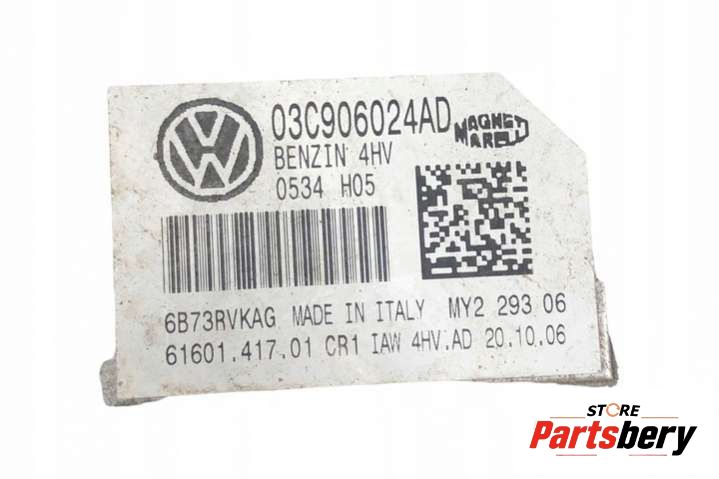 VW
03C906024AD
MAGNETI
MARELLI
BENZIN 4HV
0534 H05
6B73RVKAG MADE IN ITALY MY2 293 06
61601.417.01 CR1 IAW 4HV.AD 20.10.06
STORE
Partsbery